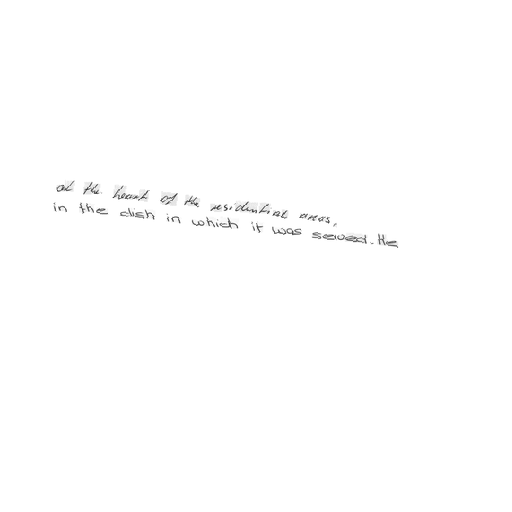 at the heart of the residential areas,
in the dish in which it was served. He